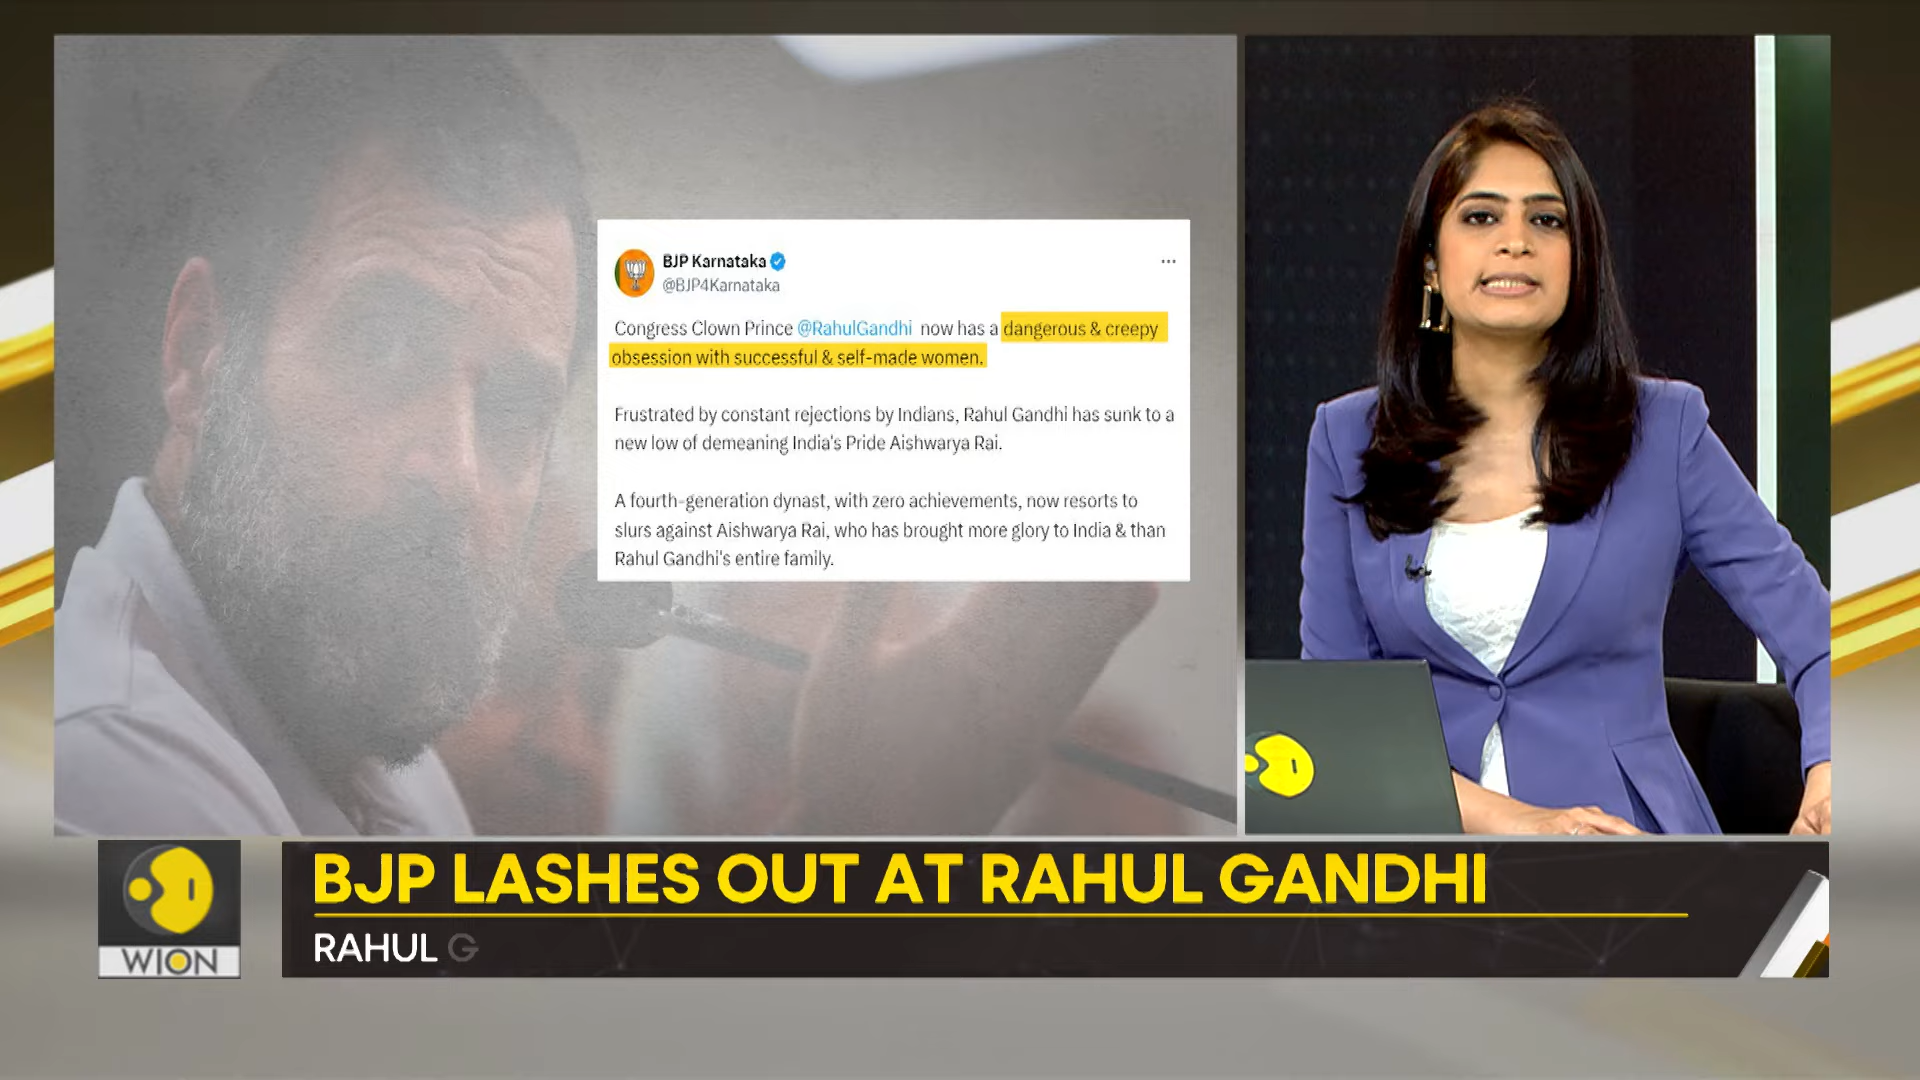 BJP Karnataka
@BJP4Karnataka
Congress Clown Prince @RahulGandhi now has a dangerous & creepy
obsession with successful & self-made women.
Frustrated by constant rejections by Indians, Rahul Gandhi has sunk to a
new low of demeaning India's Pride Aishwarya Rai.
A fourth-generation dynast, with zero achievements, now resorts to
slurs against Aishwarya Rai, who has brought more glory to India & than
Rahul Gandhi's entire family.
BJP LASHES OUT AT RAHUL GANDHI
RAHUL G
WION